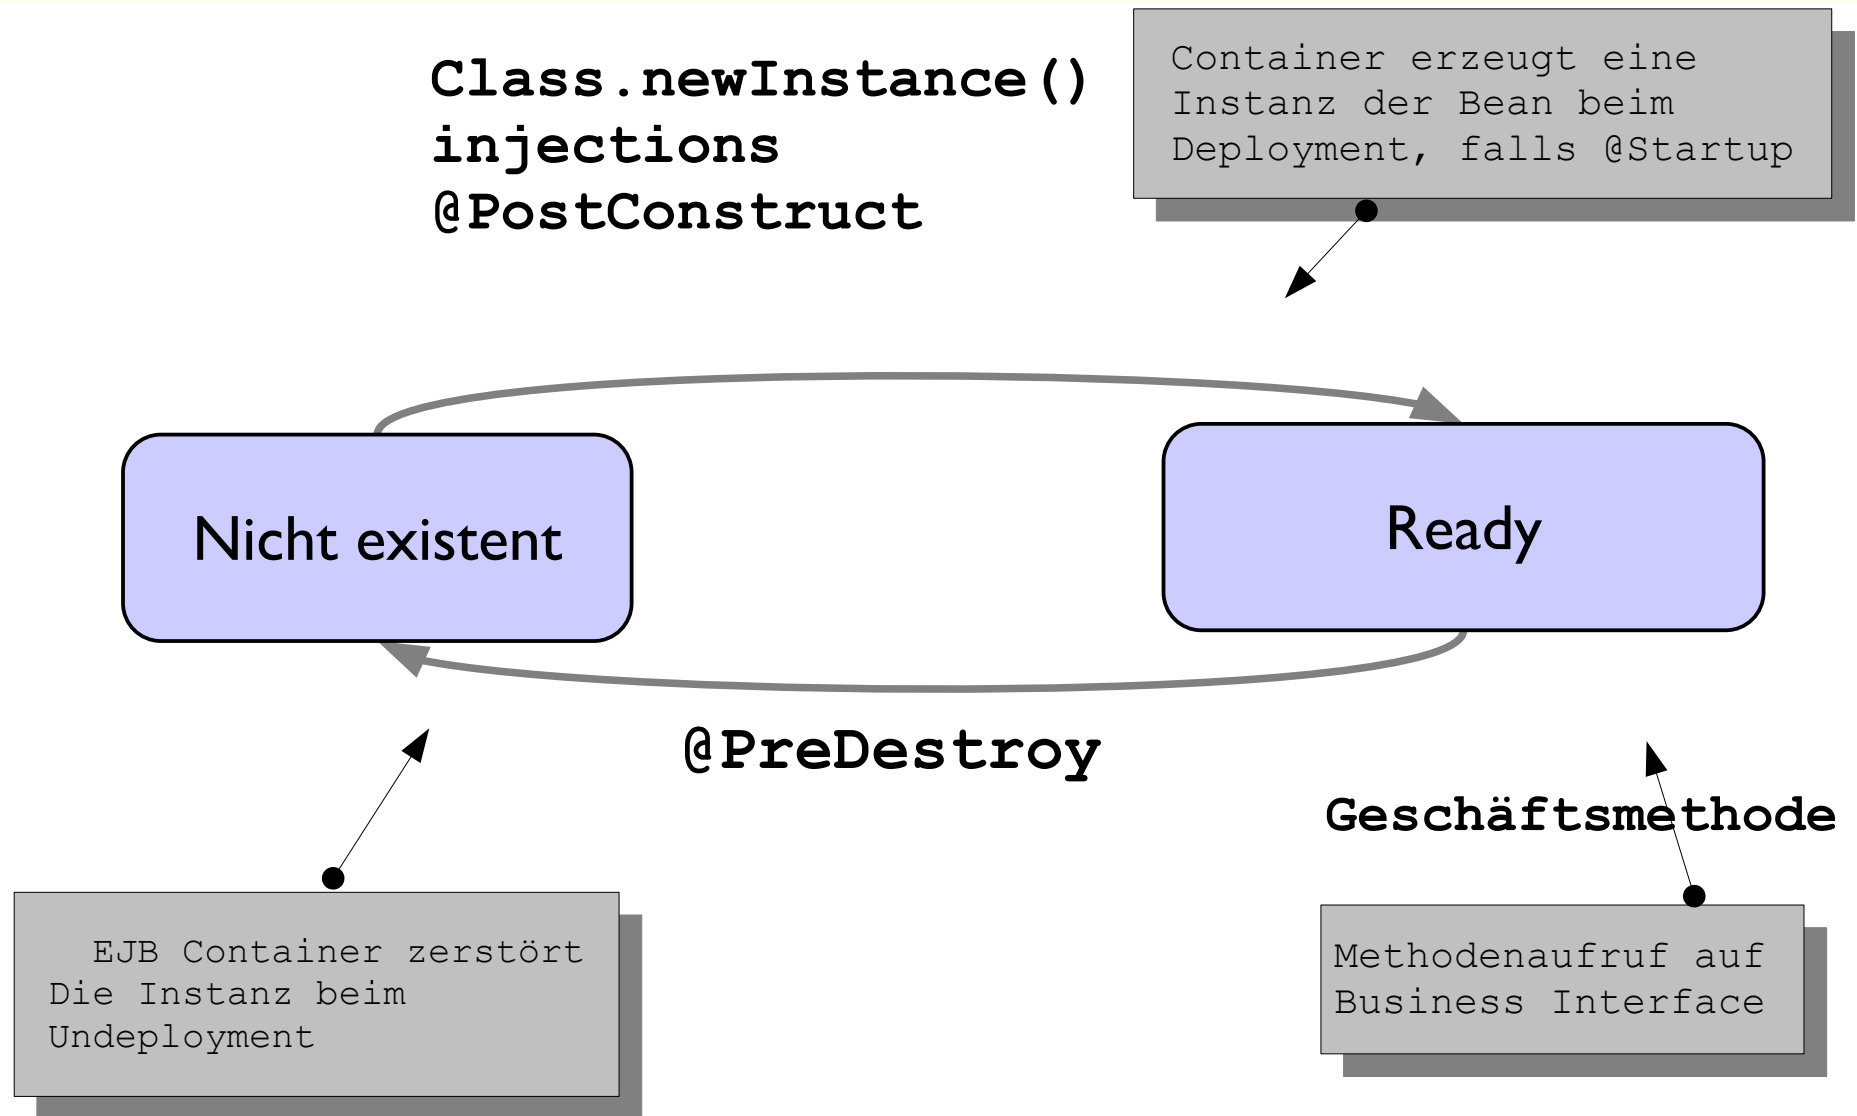 Class.newInstance()
injections
@PostConstruct
Container erzeugt eine
Instanz der Bean beim
Deployment, falls @Startup
Nicht existent
Ready
@PreDestroy
Geschäftsmethode
EJB Container zerstört
Die Instanz beim
Undeployment
Methodenaufruf auf
Business Interface